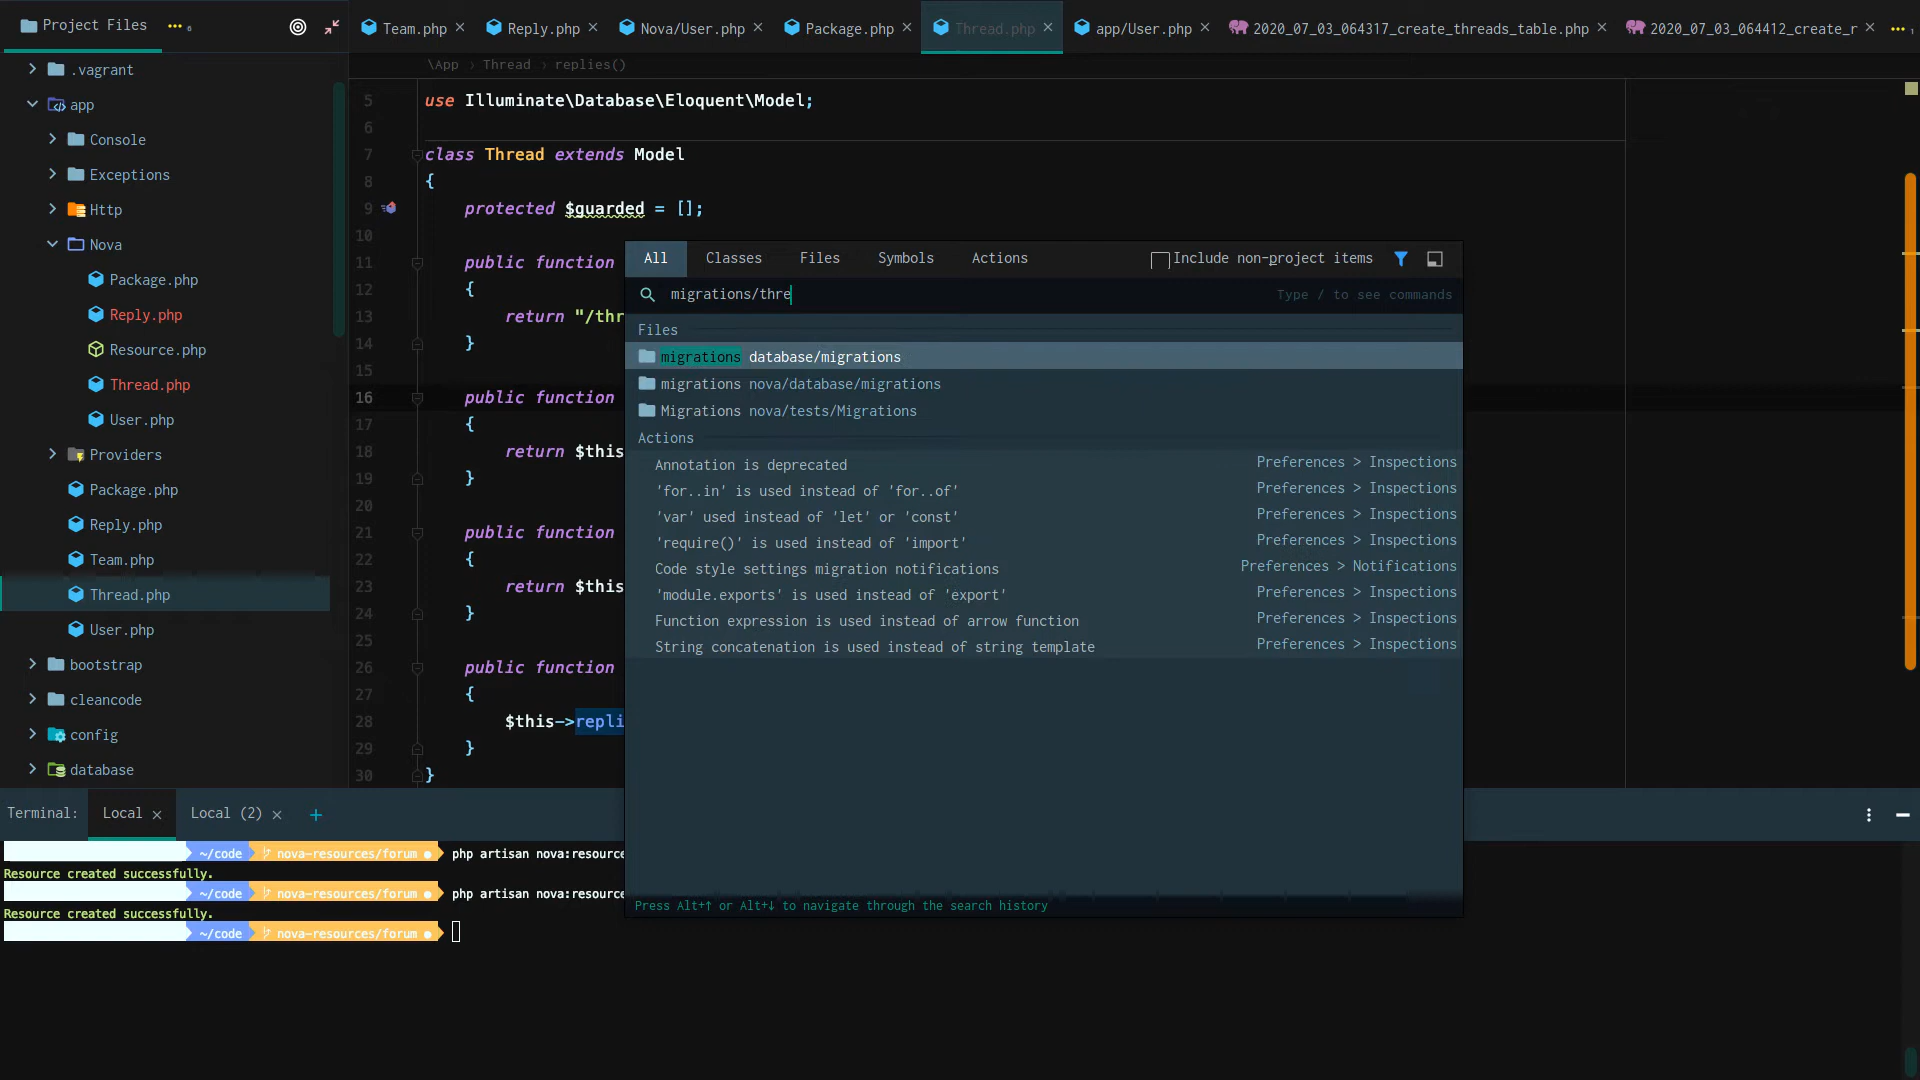 Project Files
Team.php
Reply.php
Nova/User.php
Package.php
Thread.php
app/User.php
2020_07_03_064317_create_threads_table.php
2020_07_03_064412_create_r
\App › Thread › replies()
.vagrant
app
Console
Exceptions
Http
Nova
Package.php
Reply.php
Resource.php
Thread.php
User.php
Providers
Package.php
Reply.php
Team.php
Thread.php
User.php
bootstrap
cleancode
config
database
5 use Illuminate\Database\Eloquent\Model;
6
7 class Thread extends Model
8 {
9 protected $guarded = [];
10
11 public function
12 {
13 return "/thr
14 }
15
16 public function
17 {
18 return $this
19 }
20
21 public function
22 {
23 return $this
24 }
25
26 public function
27 {
28 $this->repli
29 }
30 }
All Classes Files Symbols Actions Include non-project items
migrations/thre Type / to see commands
Files
migrations database/migrations
migrations nova/database/migrations
Migrations nova/tests/Migrations
Actions
Annotation is deprecated Preferences > Inspections
'for..in' is used instead of 'for..of' Preferences > Inspections
'var' used instead of 'let' or 'const' Preferences > Inspections
'require()' is used instead of 'import' Preferences > Inspections
Code style settings migration notifications Preferences > Notifications
'module.exports' is used instead of 'export' Preferences > Inspections
Function expression is used instead of arrow function Preferences > Inspections
String concatenation is used instead of string template Preferences > Inspections
Press Alt+↑ or Alt+↓ to navigate through the search history
Terminal: Local Local (2) +
~/code nova-resources/forum ● php artisan nova:resource
Resource created successfully.
~/code nova-resources/forum ● php artisan nova:resource
Resource created successfully.
~/code nova-resources/forum ●